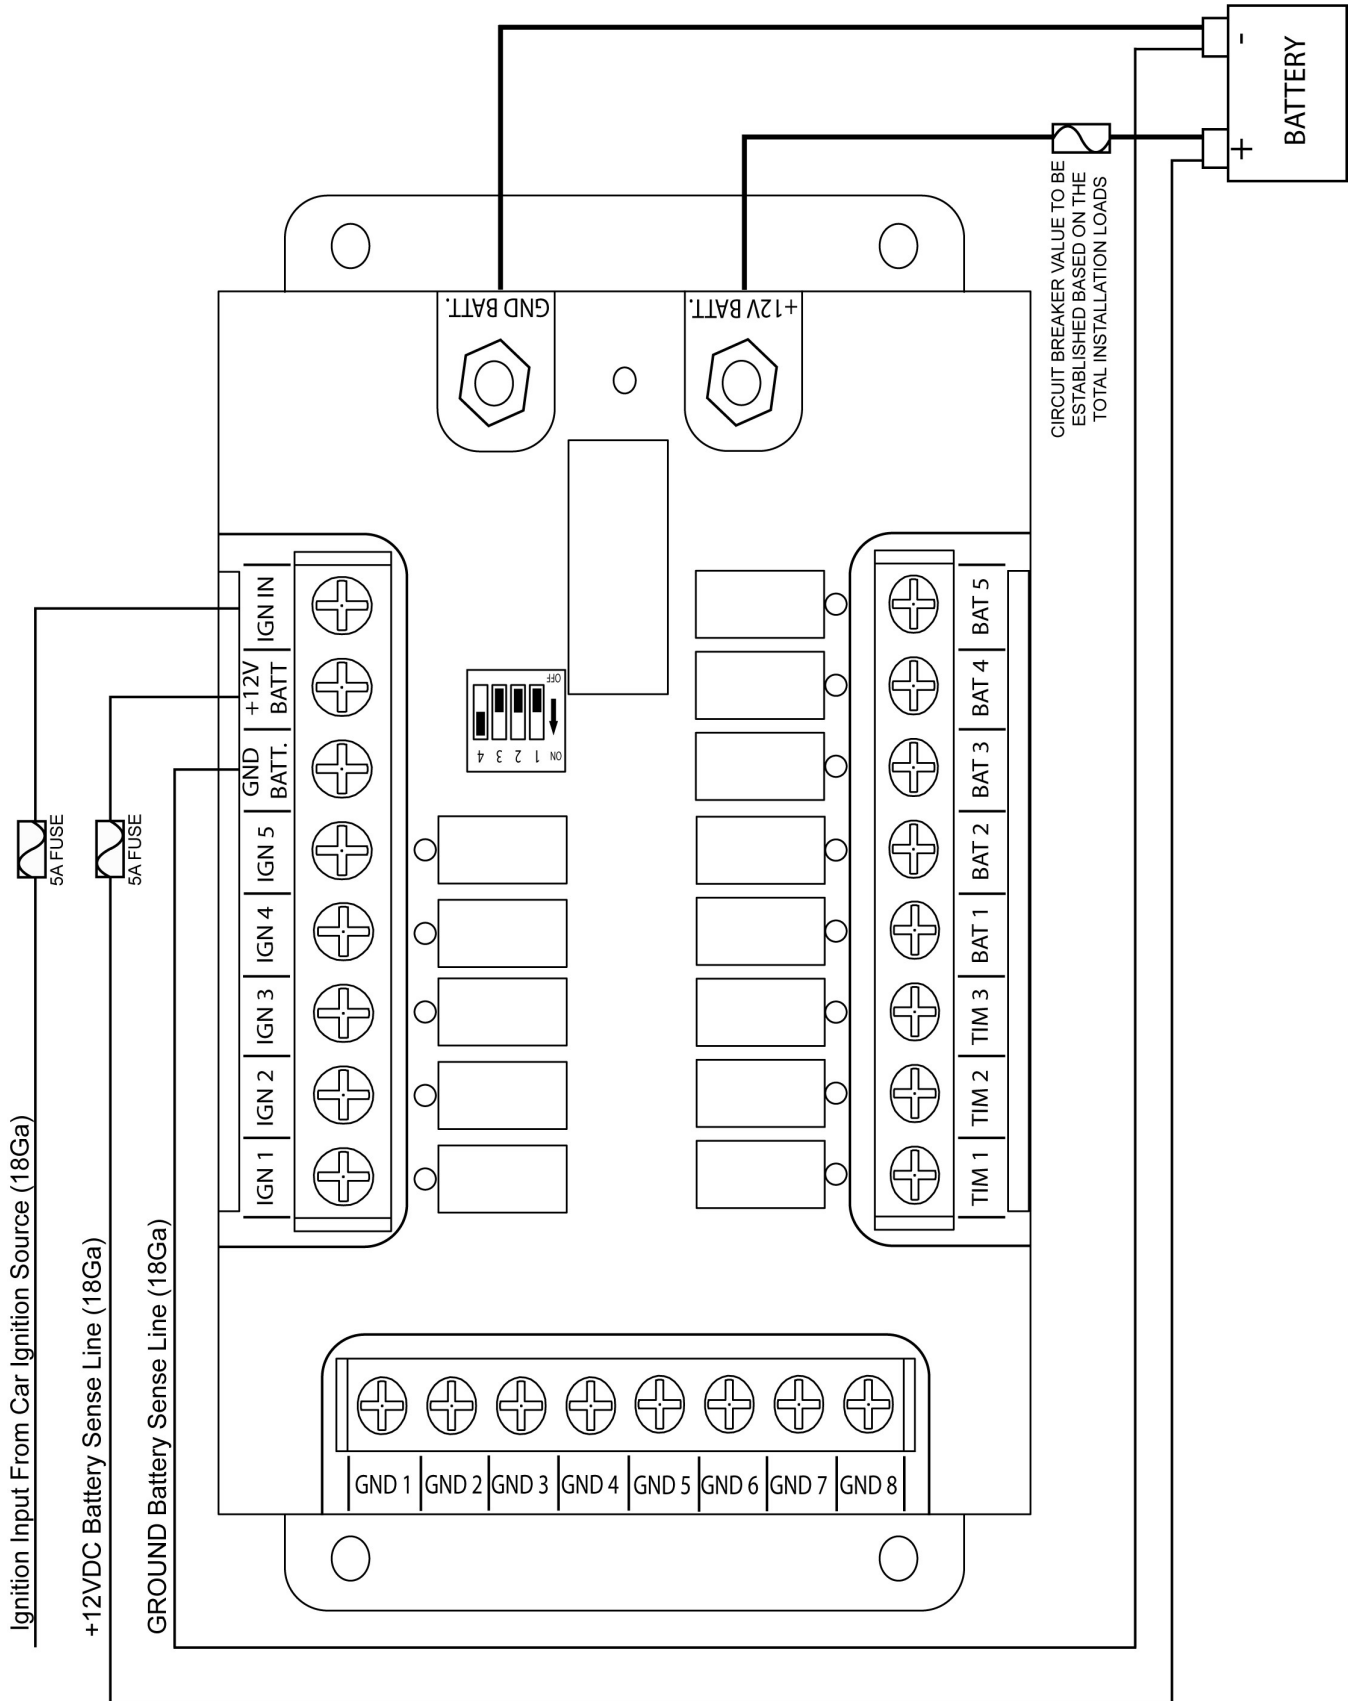 BATTERY
-
+
CIRCUIT BREAKER VALUE TO BE
ESTABLISHED BASED ON THE
TOTAL INSTALLATION LOADS
GND BATT.
+12V BATT.
IGN IN
+12V
BATT
GND
BATT.
IGN 5
IGN 4
IGN 3
IGN 2
IGN 1
OFF
ON
1
2
3
4
BAT 5
BAT 4
BAT 3
BAT 2
BAT 1
TIM 3
TIM 2
TIM 1
5A FUSE
5A FUSE
Ignition Input From Car Ignition Source (18Ga)
+12VDC Battery Sense Line (18Ga)
GROUND Battery Sense Line (18Ga)
GND 1
GND 2
GND 3
GND 4
GND 5
GND 6
GND 7
GND 8